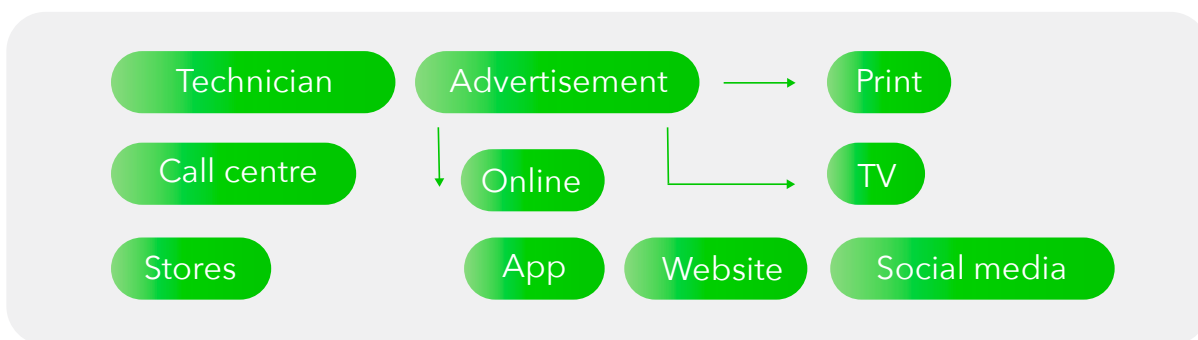 Technician
Advertisement
Print
Call centre
Online
TV
Stores
App
Website
Social media